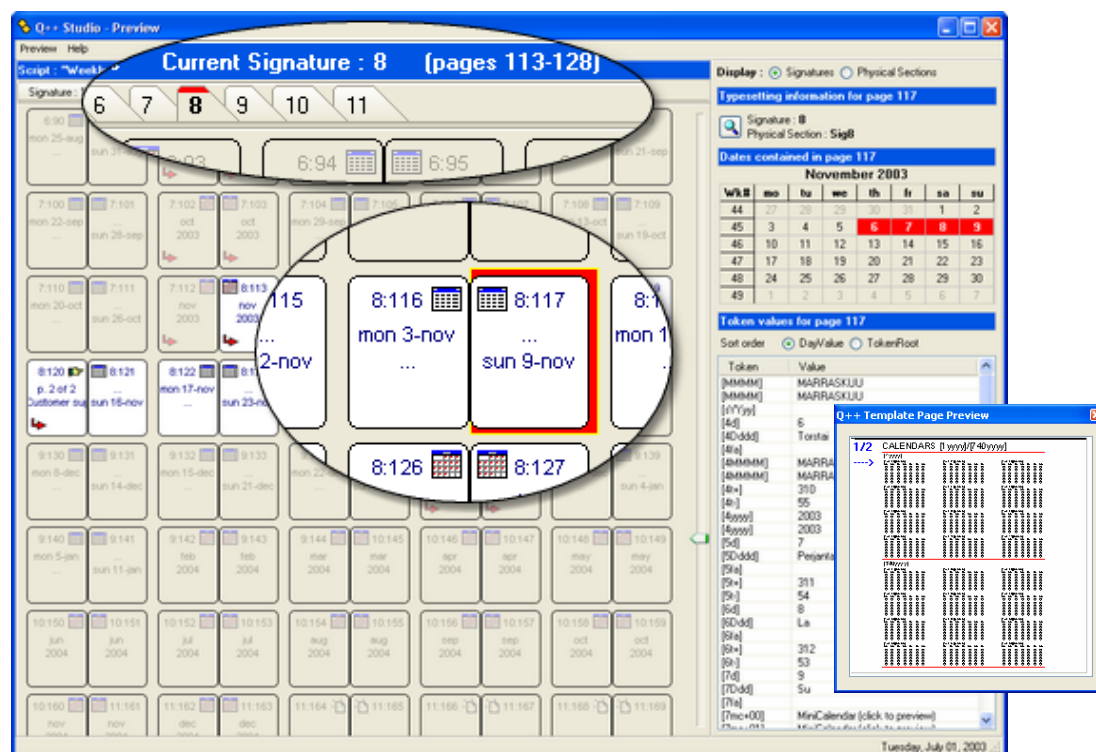 Q++ Studio - Preview
Preview Help
Script : "Weekl
Signature :
Current Signature : 8 (pages 113-128)
6 7 8 9 10 11
6:90
mon 25-aug
...
6:93
6:94
6:95
sun 21-sep
7:100
mon 22-sep
...
7:101
...
sun 28-sep
7:102
oct
2003
7:103
oct
2003
7:104
mon 29-sep
7:105
7:108
13-oct
7:109
...
sun 19-oct
7:110
mon 20-oct
...
7:111
...
sun 26-oct
7:112
nov
2003
8:113
nov
2003
115
...
2-nov
8:116
mon 3-nov
...
8:117
...
sun 9-nov
mon 1
8:120
p. 2 of 2
Customer sup
8:121
...
sun 16-nov
8:122
mon 17-nov
...
sun 23-no
8:126
8:127
9:130
mon 8-dec
...
9:131
...
sun 14-dec
9:132
mon 15-dec
...
9:133
...
sun 21-dec
mon 22
9:139
...
sun 4-jan
9:140
mon 5-jan
...
9:141
...
sun 11-jan
9:142
feb
2004
9:143
feb
2004
9:144
mar
2004
10:145
mar
2004
10:146
apr
2004
10:147
apr
2004
10:148
may
2004
10:149
may
2004
10:150
jun
2004
10:151
jun
2004
10:152
jul
2004
10:153
jul
2004
10:154
aug
2004
10:155
aug
2004
10:156
sep
2004
10:157
sep
2004
10:158
oct
2004
10:159
oct
2004
10:160
nov
11:161
nov
11:162
dec
11:163
dec
11:164
11:165
11:166
11:167
11:168
11:169
Display : Signatures Physical Sections
Typesetting information for page 117
Signature : 8
Physical Section : Sig8
Dates contained in page 117
November 2003
Wk# mo tu we th fr sa su
44 27 28 29 30 31 1 2
45 3 4 5 6 7 8 9
46 10 11 12 13 14 15 16
47 17 18 19 20 21 22 23
48 24 25 26 27 28 29 30
49 1 2 3 4 5 6 7
Token values for page 117
Sort order DayValue TokenRoot
Token Value
[MMMM] MARRASKUU
[MMMM] MARRASKUU
[4d] 6
[4Dddd] Torstai
[4fa]
[4MMMM] MARRA
[4MMMM] MARRA
[4t+] 310
[4t-] 55
[4yyyy] 2003
[4yyyy] 2003
[5d] 7
[5Dddd] Perjanta
[5fa]
[5t+] 311
[5t-] 54
[6d] 8
[6Ddd] La
[6fa]
[6t+] 312
[6t-] 53
[7d] 9
[7Ddd] Su
[7fa]
[7mc+00] MiniCalendar (click to preview)
[7mc+01] MiniCalendar (click to preview)
Q++ Template Page Preview
1/2 CALENDARS [1yyyy]/[740yyyy]
---->
Tuesday, July 01, 2003